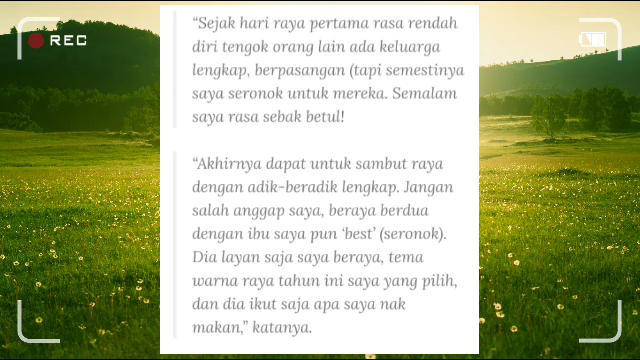 REC
“Sejak hari raya pertama rasa rendah
diri tengok orang lain ada keluarga
lengkap, berpasangan (tapi semestinya
saya seronok untuk mereka. Semalam
saya rasa sebak betul!
“Akhirnya dapat untuk sambut raya
dengan adik-beradik lengkap. Jangan
salah anggap saya, beraya berdua
dengan ibu saya pun ‘best’ (seronok).
Dia layan saja saya beraya, tema
warna raya tahun ini saya yang pilih,
dan dia ikut saja apa saya nak
makan,” katanya.